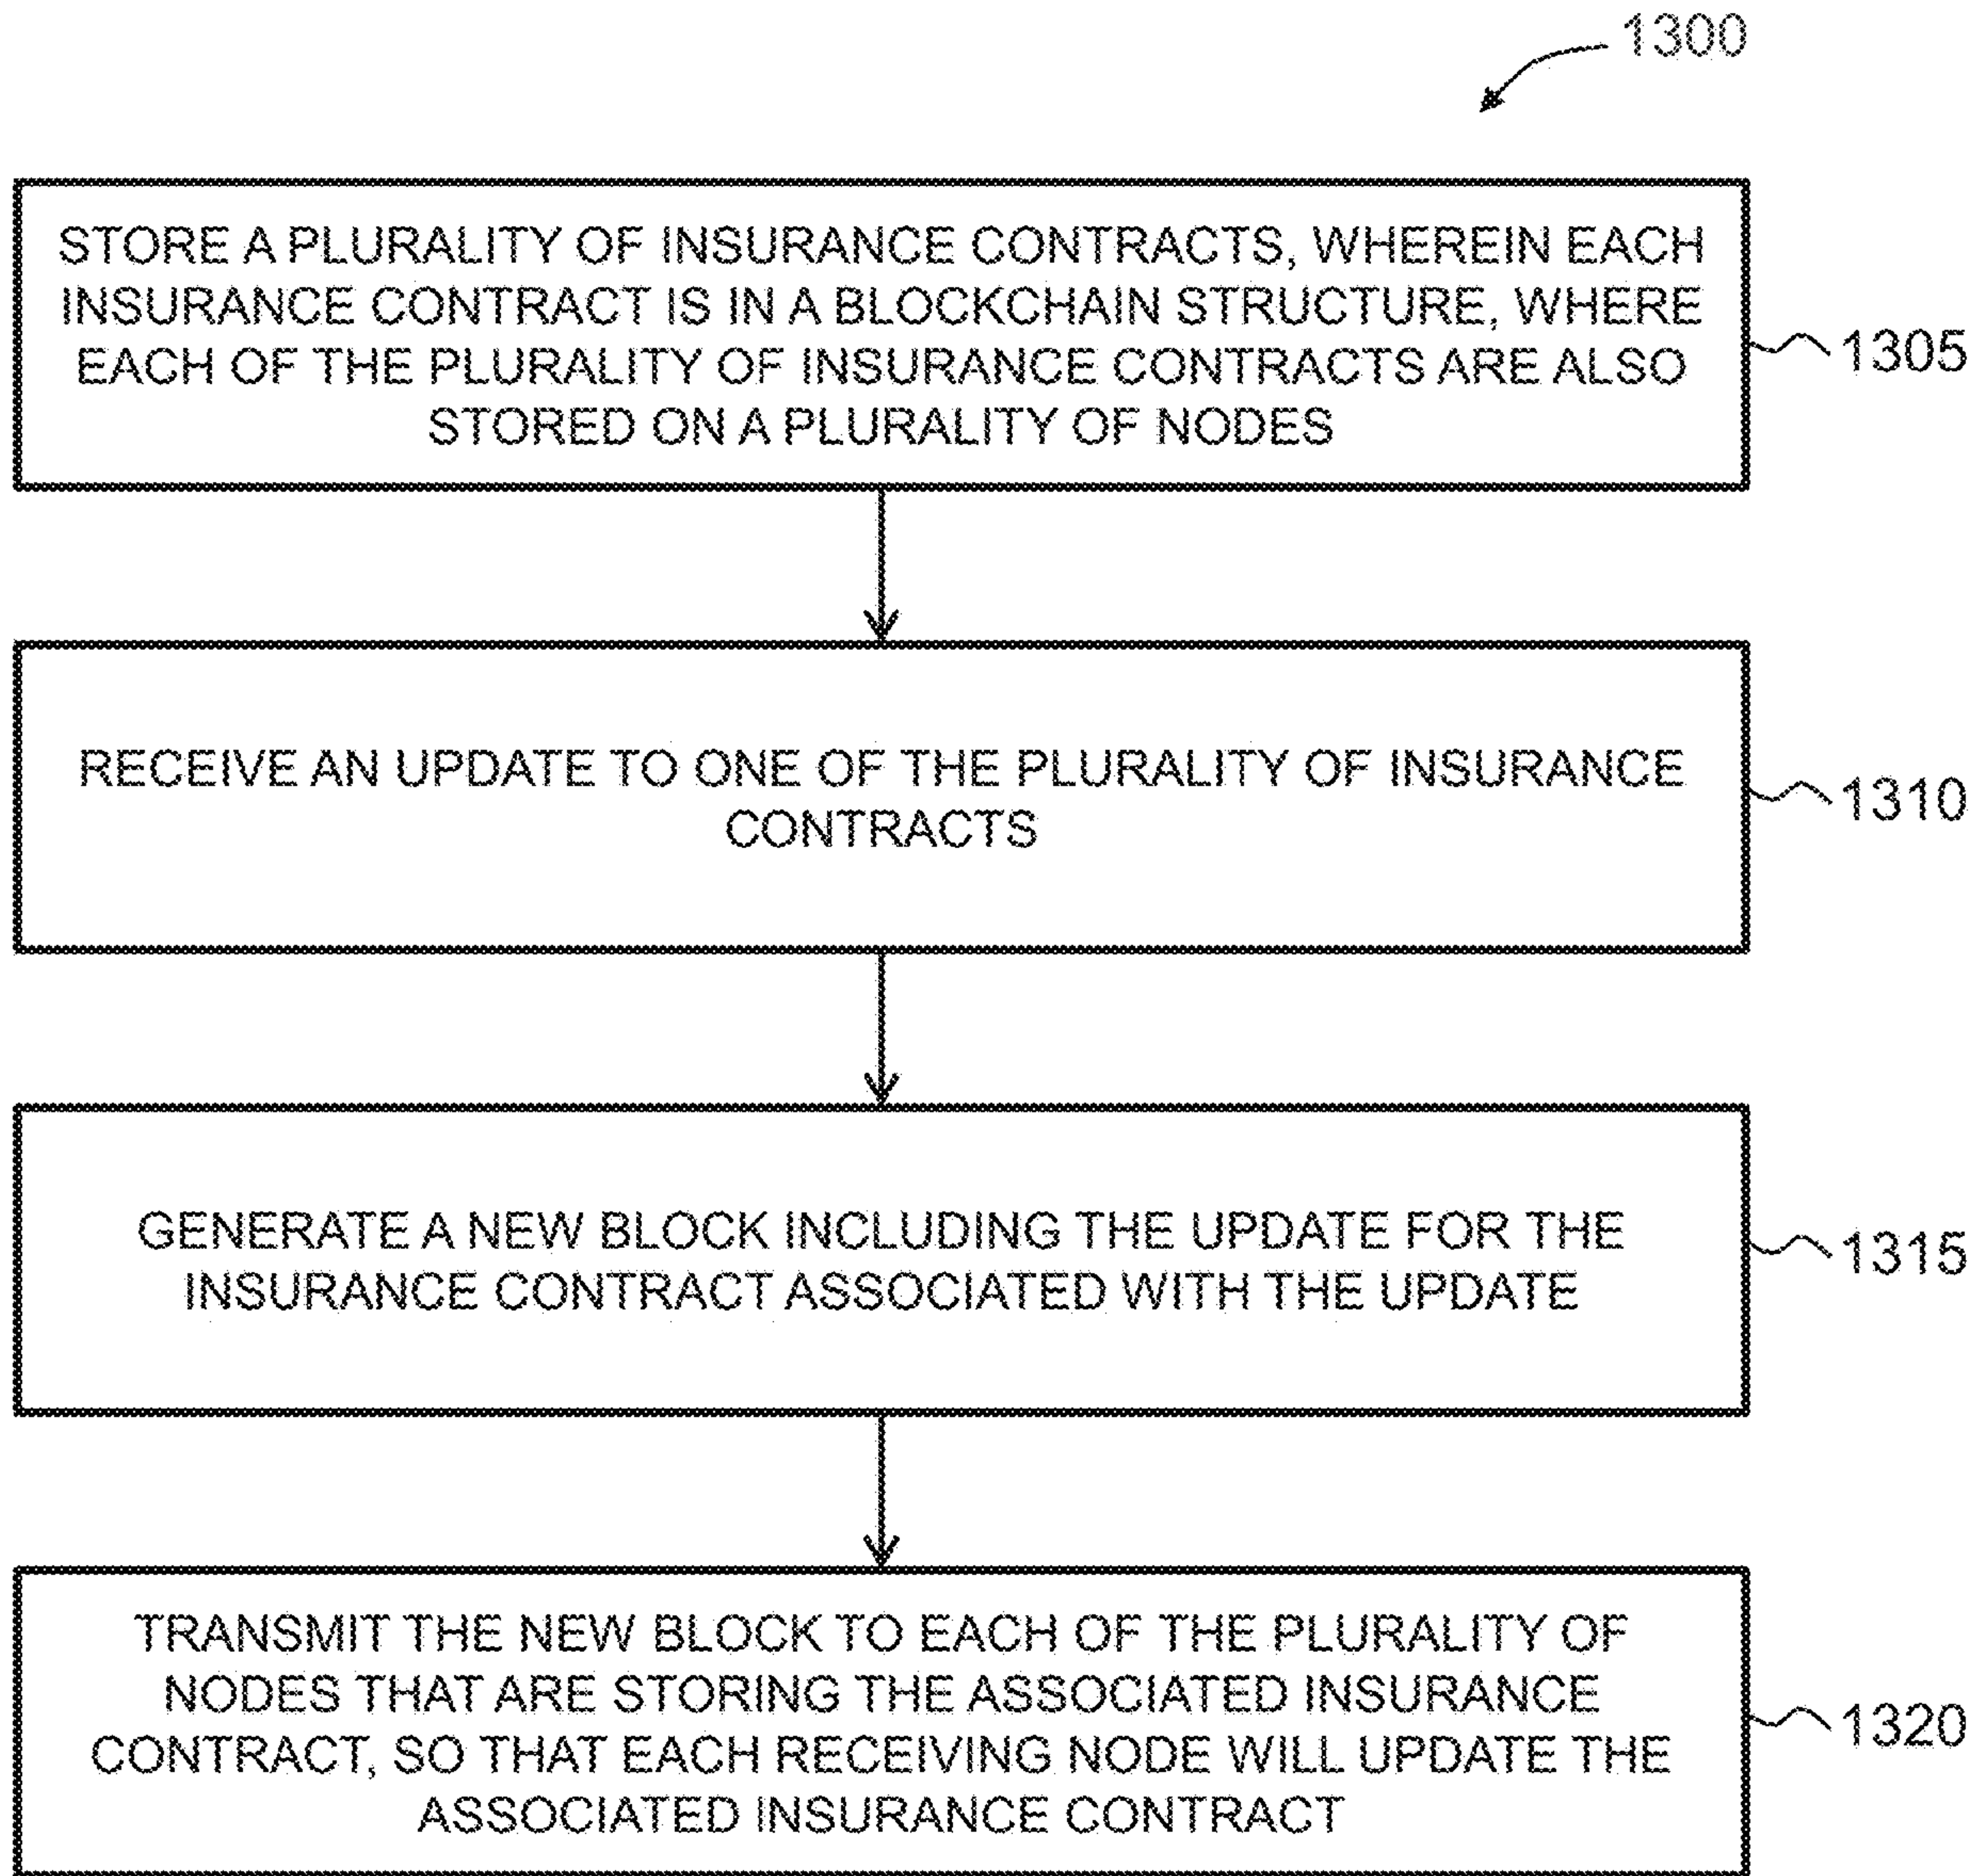 1300
STORE A PLURALITY OF INSURANCE CONTRACTS, WHEREIN EACH
INSURANCE CONTRACT IS IN A BLOCKCHAIN STRUCTURE, WHERE
EACH OF THE PLURALITY OF INSURANCE CONTRACTS ARE ALSO
STORED ON A PLURALITY OF NODES
1305
RECEIVE AN UPDATE TO ONE OF THE PLURALITY OF INSURANCE
CONTRACTS
1310
GENERATE A NEW BLOCK INCLUDING THE UPDATE FOR THE
INSURANCE CONTRACT ASSOCIATED WITH THE UPDATE
1315
TRANSMIT THE NEW BLOCK TO EACH OF THE PLURALITY OF
NODES THAT ARE STORING THE ASSOCIATED INSURANCE
CONTRACT, SO THAT EACH RECEIVING NODE WILL UPDATE THE
ASSOCIATED INSURANCE CONTRACT
1320